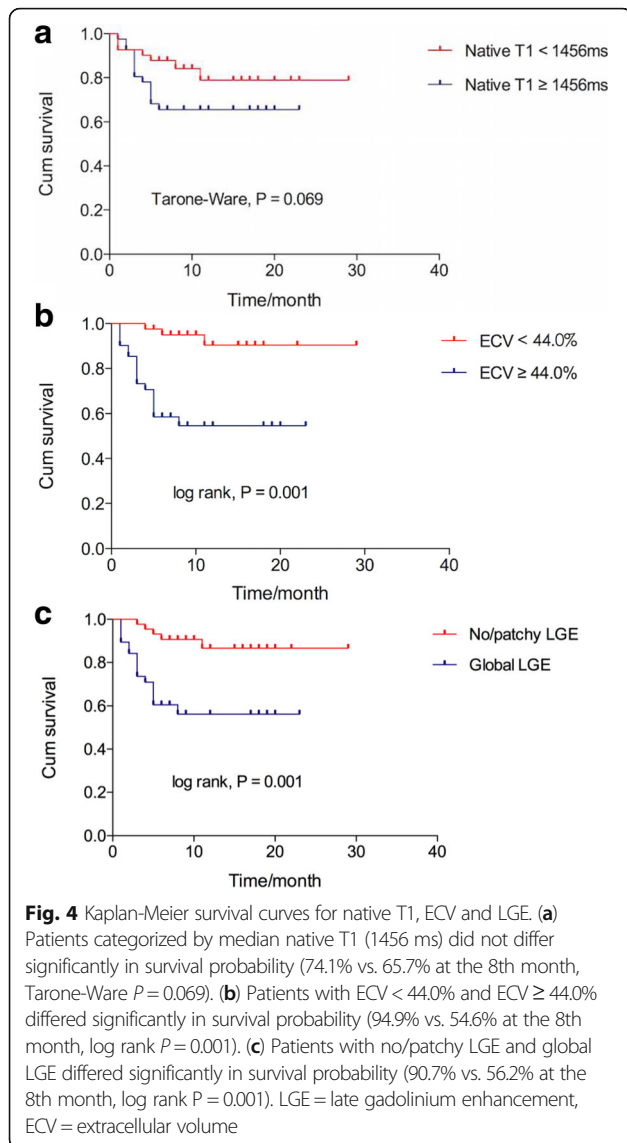 a
1.0
0.8
0.6
0.4
0.2
0.0
Cum survival
Native T1 < 1456ms
Native T1 ≥ 1456ms
Tarone-Ware, P = 0.069
0 10 20 30 40
Time/month
b
1.0
0.8
0.6
0.4
0.2
0.0
Cum survival
ECV < 44.0%
ECV ≥ 44.0%
log rank, P = 0.001
0 10 20 30 40
Time/month
c
1.0
0.8
0.6
0.4
0.2
0.0
Cum survival
No/patchy LGE
Global LGE
log rank, P = 0.001
0 10 20 30 40
Time/month
Fig. 4 Kaplan-Meier survival curves for native T1, ECV and LGE. (a)
Patients categorized by median native T1 (1456 ms) did not differ
significantly in survival probability (74.1% vs. 65.7% at the 8th month,
Tarone-Ware P = 0.069). (b) Patients with ECV < 44.0% and ECV ≥ 44.0%
differed significantly in survival probability (94.9% vs. 54.6% at the 8th
month, log rank P = 0.001). (c) Patients with no/patchy LGE and global
LGE differed significantly in survival probability (90.7% vs. 56.2% at the
8th month, log rank P = 0.001). LGE = late gadolinium enhancement,
ECV = extracellular volume